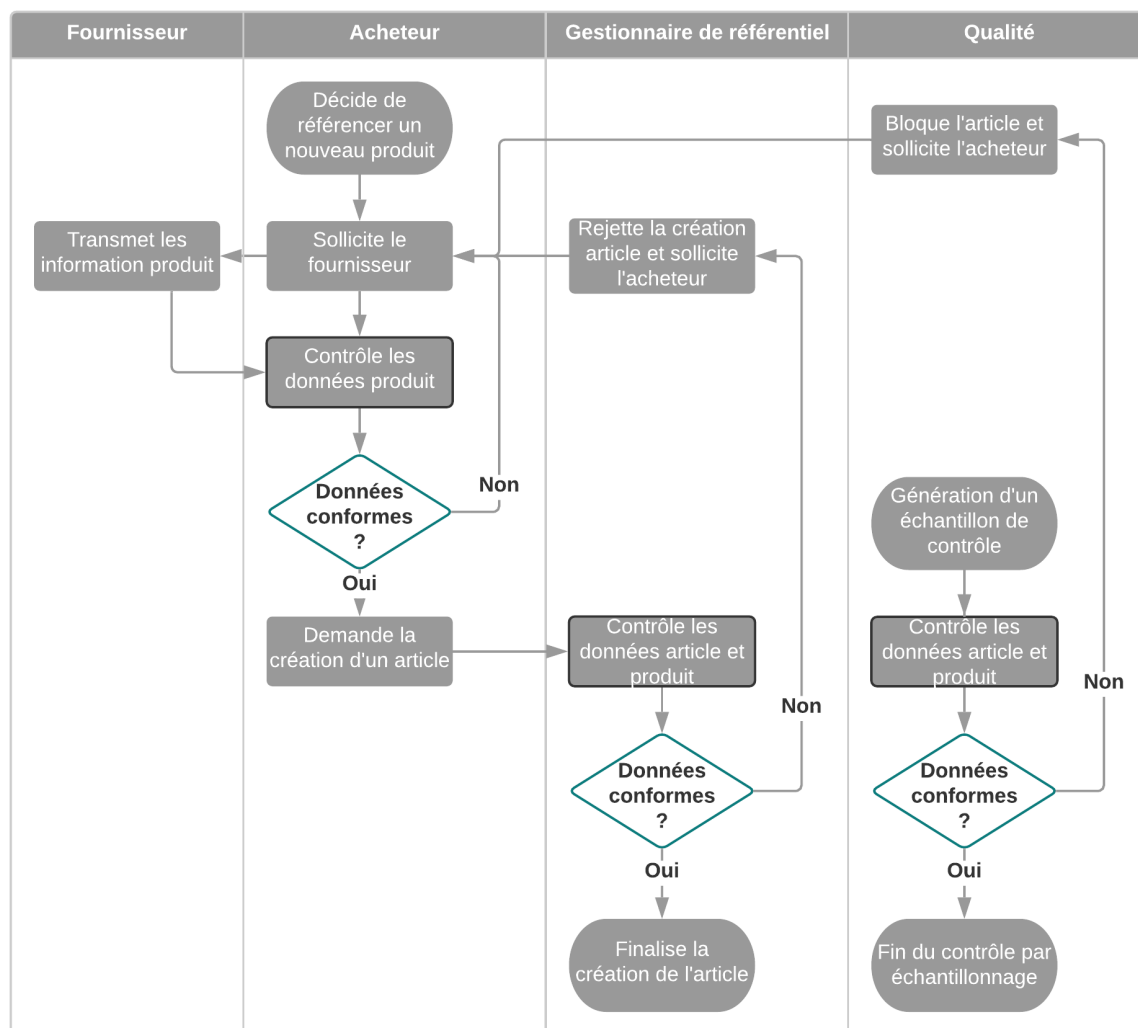 Fournisseur
Acheteur
Gestionnaire de référentiel
Qualité
Décide de
référencer un
nouveau produit
Bloque l'article et
sollicite l'acheteur
Transmet les
information produit
Sollicite le
fournisseur
Rejette la création
article et sollicite
l'acheteur
Contrôle les
données produit
Données
conformes
?
Non
Oui
Génération d'un
échantillon de
contrôle
Demande la
création d'un article
Contrôle les
données article et
produit
Contrôle les
données article et
produit
Non
Non
Données
conformes
?
Données
conformes
?
Oui
Oui
Finalise la
création de l'article
Fin du contrôle par
échantillonnage